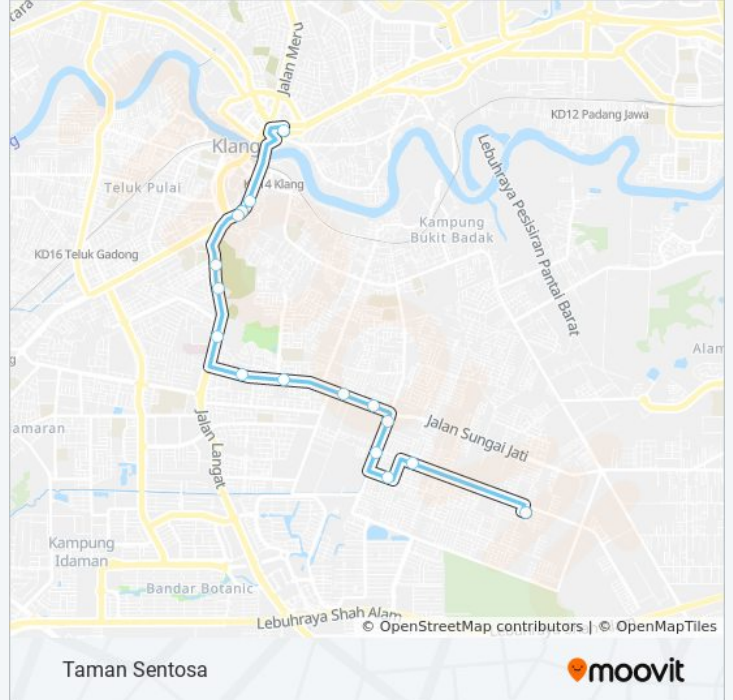 Jalan Meru
KD12 Padang Jawa
Klang
KD14 Klang
Lebuhraya Pesisiran Pantai Barat
Teluk Pulai
Kampung
Bukit Badak
KD16 Teluk Gadong
Alam
Jalan Langat
Jalan Sungai Jati
amaran
Kampung
Idaman
Bandar Botanic
Lebuhraya Shah Alam
© OpenStreetMap contributors | © OpenMapTiles
Taman Sentosa
moovit